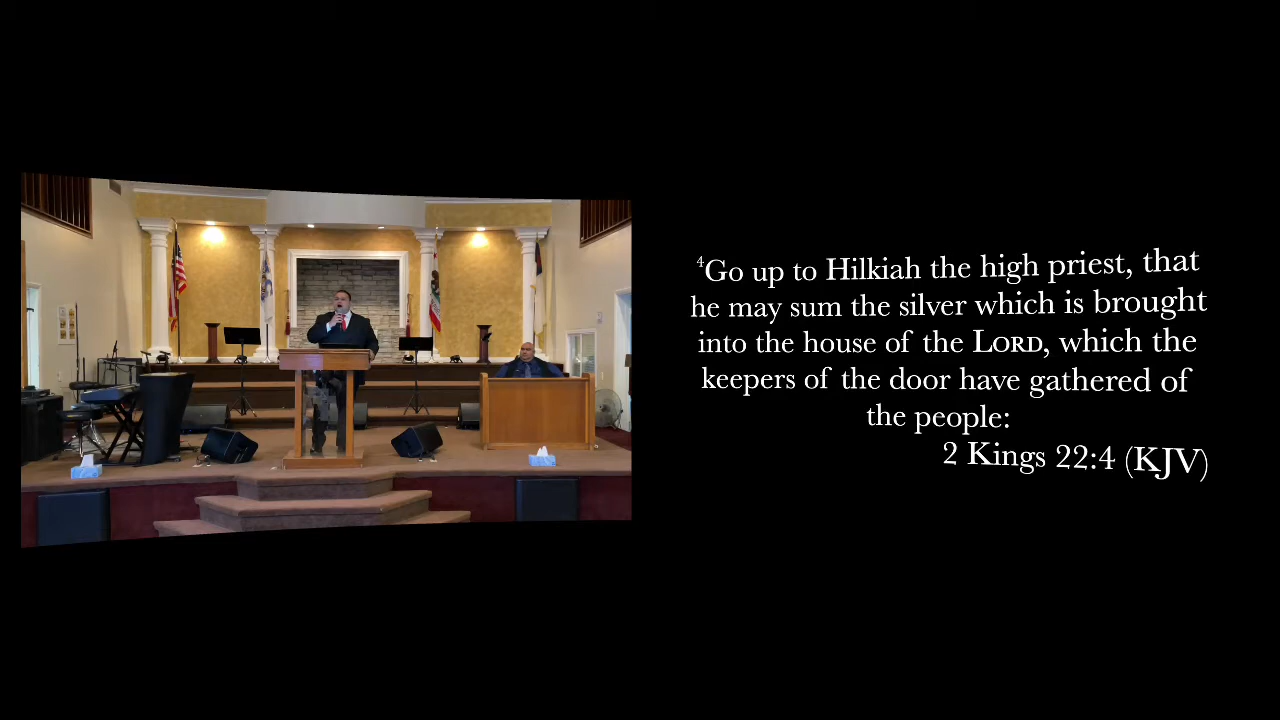 ⁴Go up to Hilkiah the high priest, that
he may sum the silver which is brought
into the house of the LORD, which the
keepers of the door have gathered of
the people:
2 Kings 22:4 (KJV)